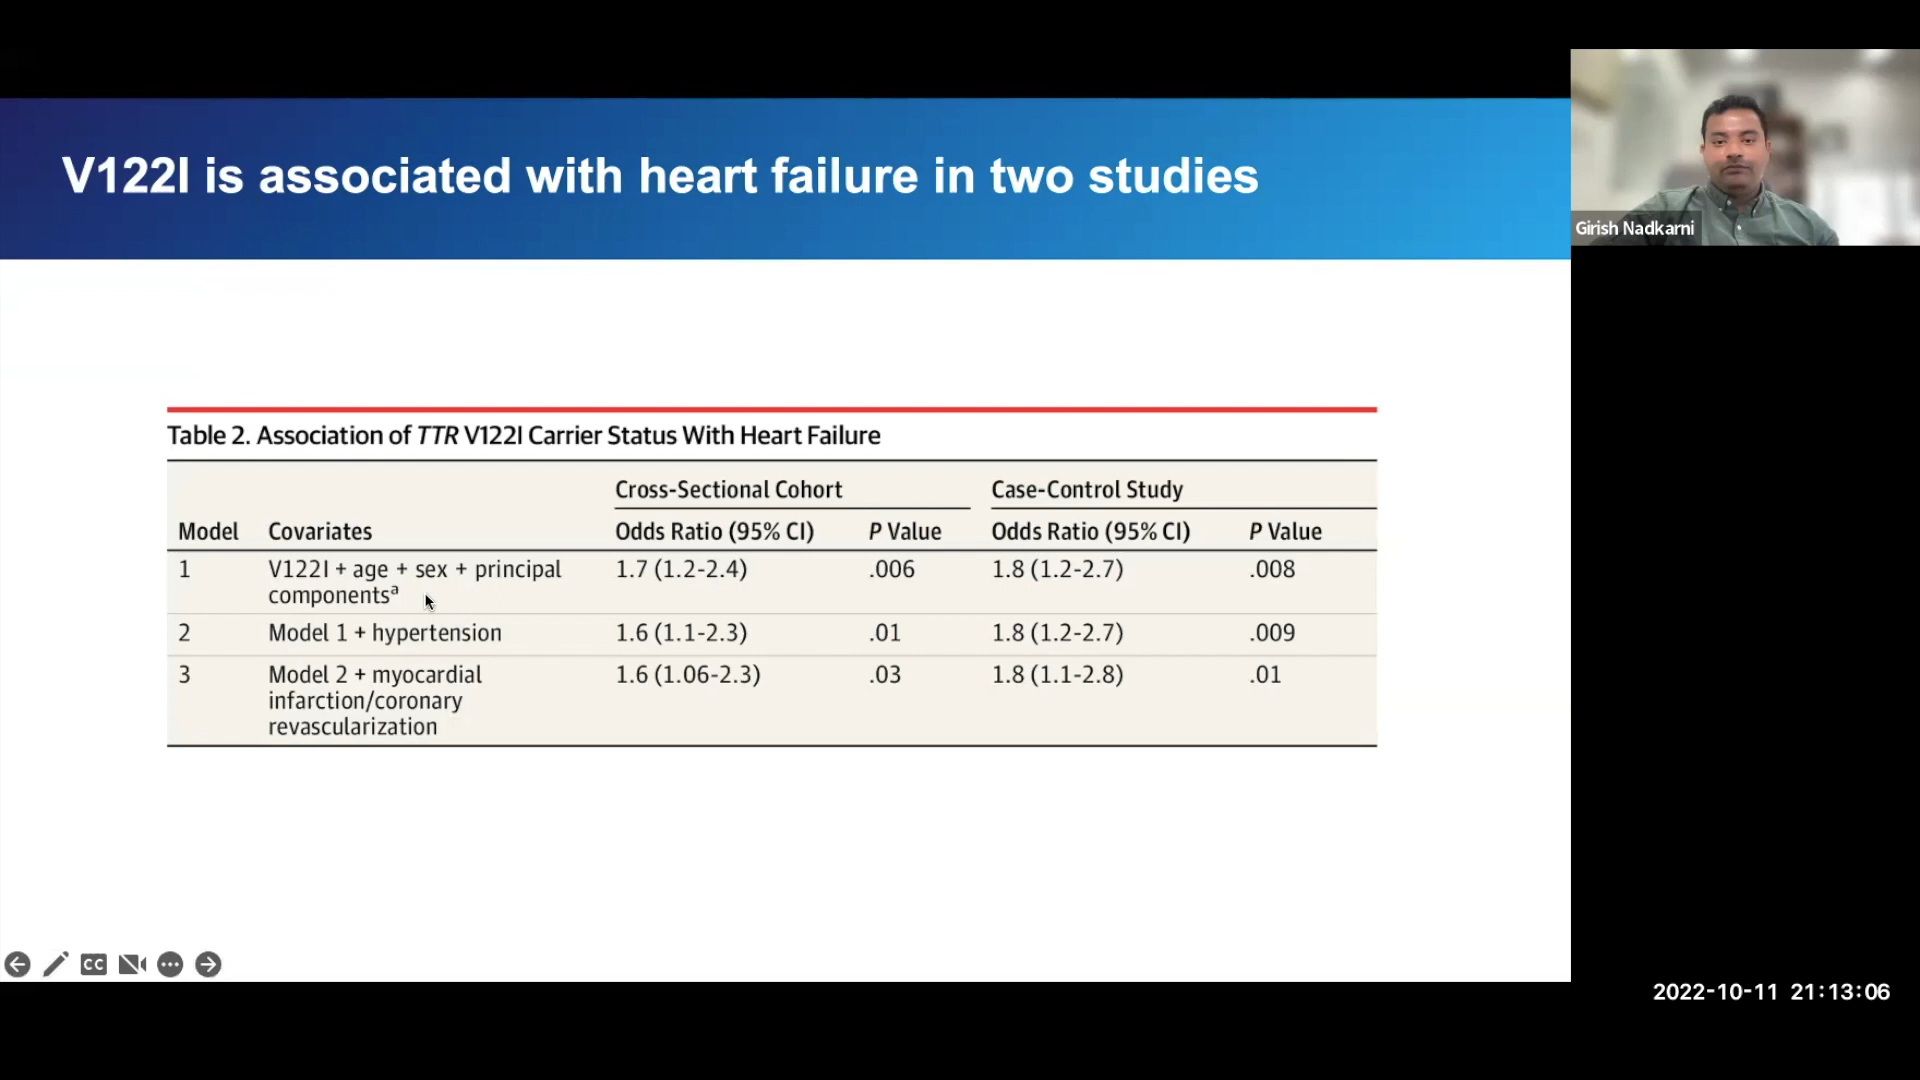 V122I is associated with heart failure in two studies
Girish Nadkarni
Table 2. Association of TTR V122I Carrier Status With Heart Failure
Cross-Sectional Cohort Case-Control Study
Model Covariates Odds Ratio (95% CI) P Value Odds Ratio (95% CI) P Value
1 V122I + age + sex + principal 1.7 (1.2-2.4) .006 1.8 (1.2-2.7) .008
componentsᵃ
2 Model 1 + hypertension 1.6 (1.1-2.3) .01 1.8 (1.2-2.7) .009
3 Model 2 + myocardial 1.6 (1.06-2.3) .03 1.8 (1.1-2.8) .01
infarction/coronary
revascularization
CC
2022-10-11 21:13:06